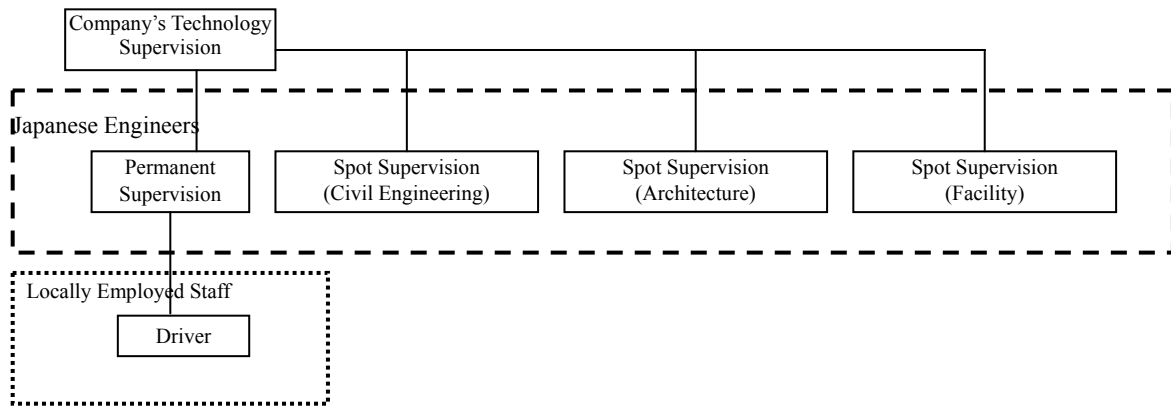 Company's Technology
Supervision
Japanese Engineers
Permanent
Supervision
Spot Supervision
(Civil Engineering)
Spot Supervision
(Architecture)
Spot Supervision
(Facility)
Locally Employed Staff
Driver